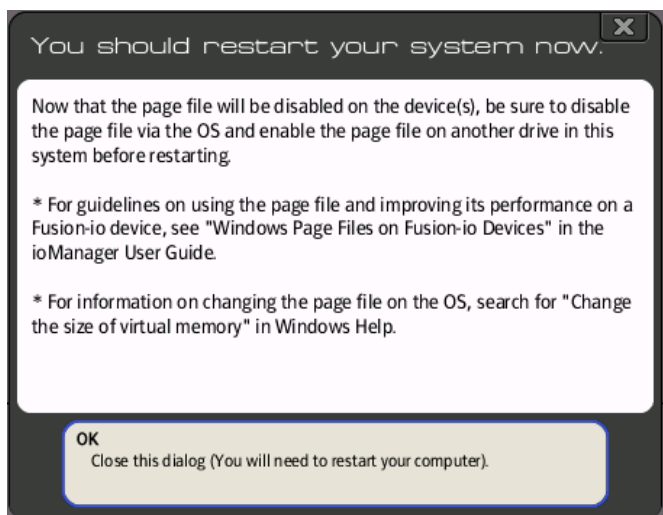 You should restart your system now.
Now that the page file will be disabled on the device(s), be sure to disable
the page file via the OS and enable the page file on another drive in this
system before restarting.
* For guidelines on using the page file and improving its performance on a
Fusion-io device, see "Windows Page Files on Fusion-io Devices" in the
ioManager User Guide.
* For information on changing the page file on the OS, search for "Change
the size of virtual memory" in Windows Help.
OK
Close this dialog (You will need to restart your computer).